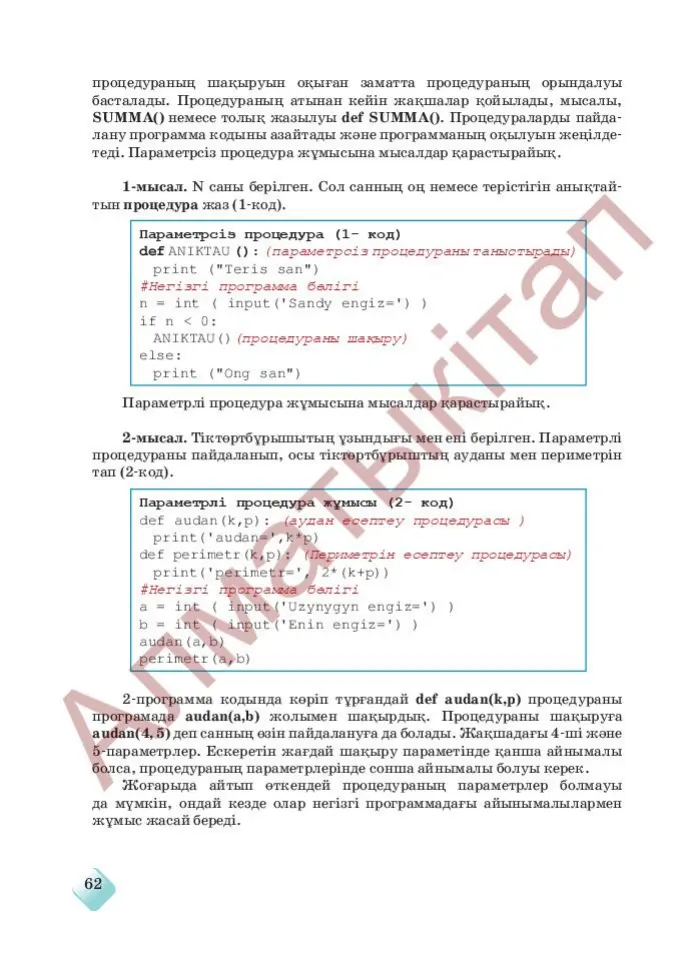 процедураның шақыруын оқыған заматта процедураның орындалуы
басталады. Процедураның атынан кейін жақшалар қойылады, мысалы,
SUMMA() немесе толық жазылуы def SUMMA(). Процедураларды пайда-
лану программа кодыны азайтады және программаның оқылуын жеңілде-
теді. Параметрсіз процедура жұмысына мысалдар қарастырайық.
1-мысал. N саны берілген. Сол санның оң немесе терістігін анықтай-
тын процедура жаз (1-код).
Параметрсіз процедура (1- код)
def ANIKTAU (): (параметрсіз процедураны таныстырады)
print ("Teris san")
#Негізгі программа бөлігі
n = int ( input('Sandy engiz=') )
if n < 0:
ANIKTAU() (процедураны шақыру)
else:
print ("Ong san")
Параметрлі процедура жұмысына мысалдар қарастырайық.
2-мысал. Тіктөртбұрышытың ұзындығы мен ені берілген. Параметрлі
процедураны пайдаланып, осы тіктөртбұрыштың ауданы мен периметрін
тап (2-код).
Параметрлі процедура жұмысы (2- код)
def audan(k,p): (аудан есептеу процедурасы )
print('audan=',k*p)
def perimetr(k,p): (Периметрін есептеу процедурасы)
print('perimetr=', 2*(k+p))
#Негізгі программа бөлігі
a = int ( input('Uzynygyn engiz=') )
b = int ( input('Enin engiz=') )
audan(a,b)
perimetr(a,b)
2-программа кодында көріп тұрғандай def audan(k,p) процедураны
програмада audan(a,b) жолымен шақырдық. Процедураны шақыруға
audan(4, 5) деп санның өзін пайдалануға да болады. Жақшадағы 4-ші және
5-параметрлер. Ескеретін жағдай шақыру параметінде қанша айнымалы
болса, процедураның параметрлерінде сонша айнымалы болуы керек.
Жоғарыда айтып өткендей процедураның параметрлер болмауы
да мүмкін, ондай кезде олар негізгі программадағы айынымалылармен
жұмыс жасай береді.
62
Алматыкітап